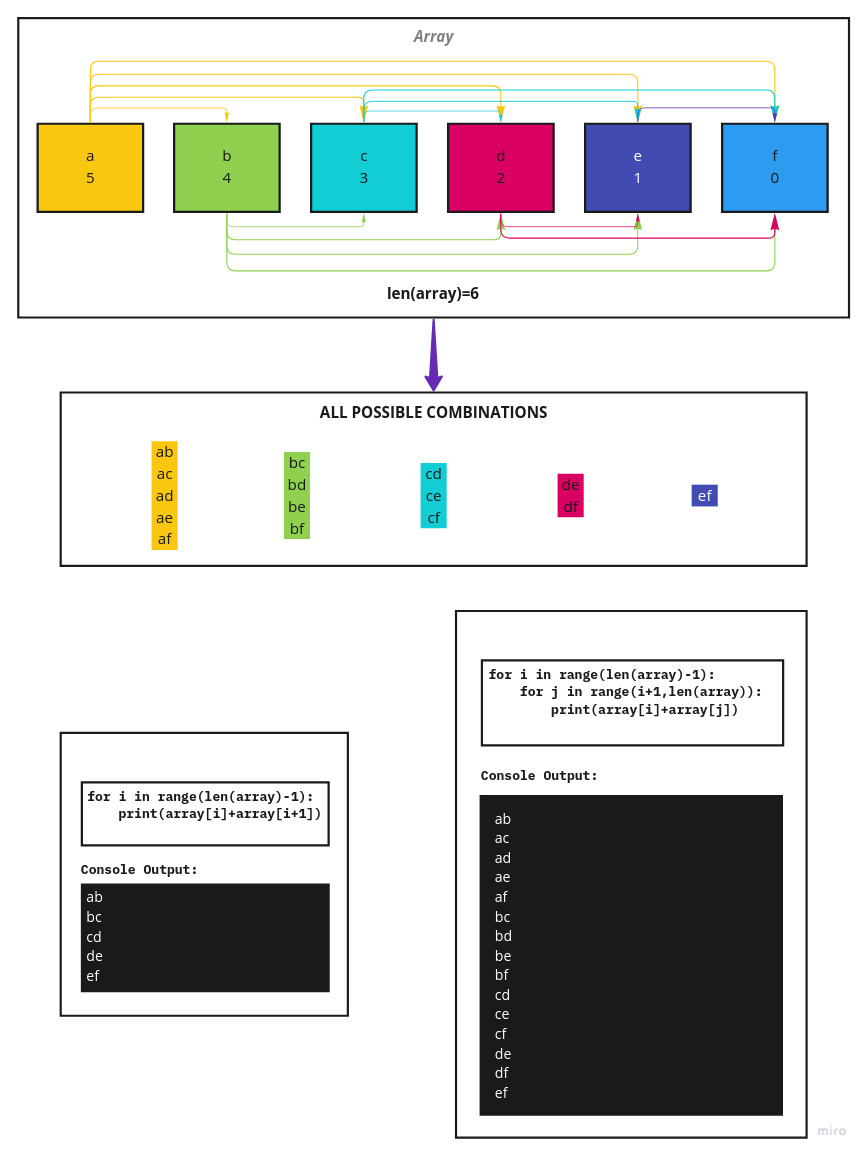 Array
a b c d e f
5 4 3 2 1 0
len(array)=6
ALL POSSIBLE COMBINATIONS
ab
ac
ad
ae
af
bc
bd
be
bf
cd
ce
cf
de
df
ef
for i in range(len(array)-1):
    print(array[i]+array[i+1])
Console Output:
ab
bc
cd
de
ef
for i in range(len(array)-1):
    for j in range(i+1,len(array)):
        print(array[i]+array[j])
Console Output:
ab
ac
ad
ae
af
bc
bd
be
bf
cd
ce
cf
de
df
ef
miro